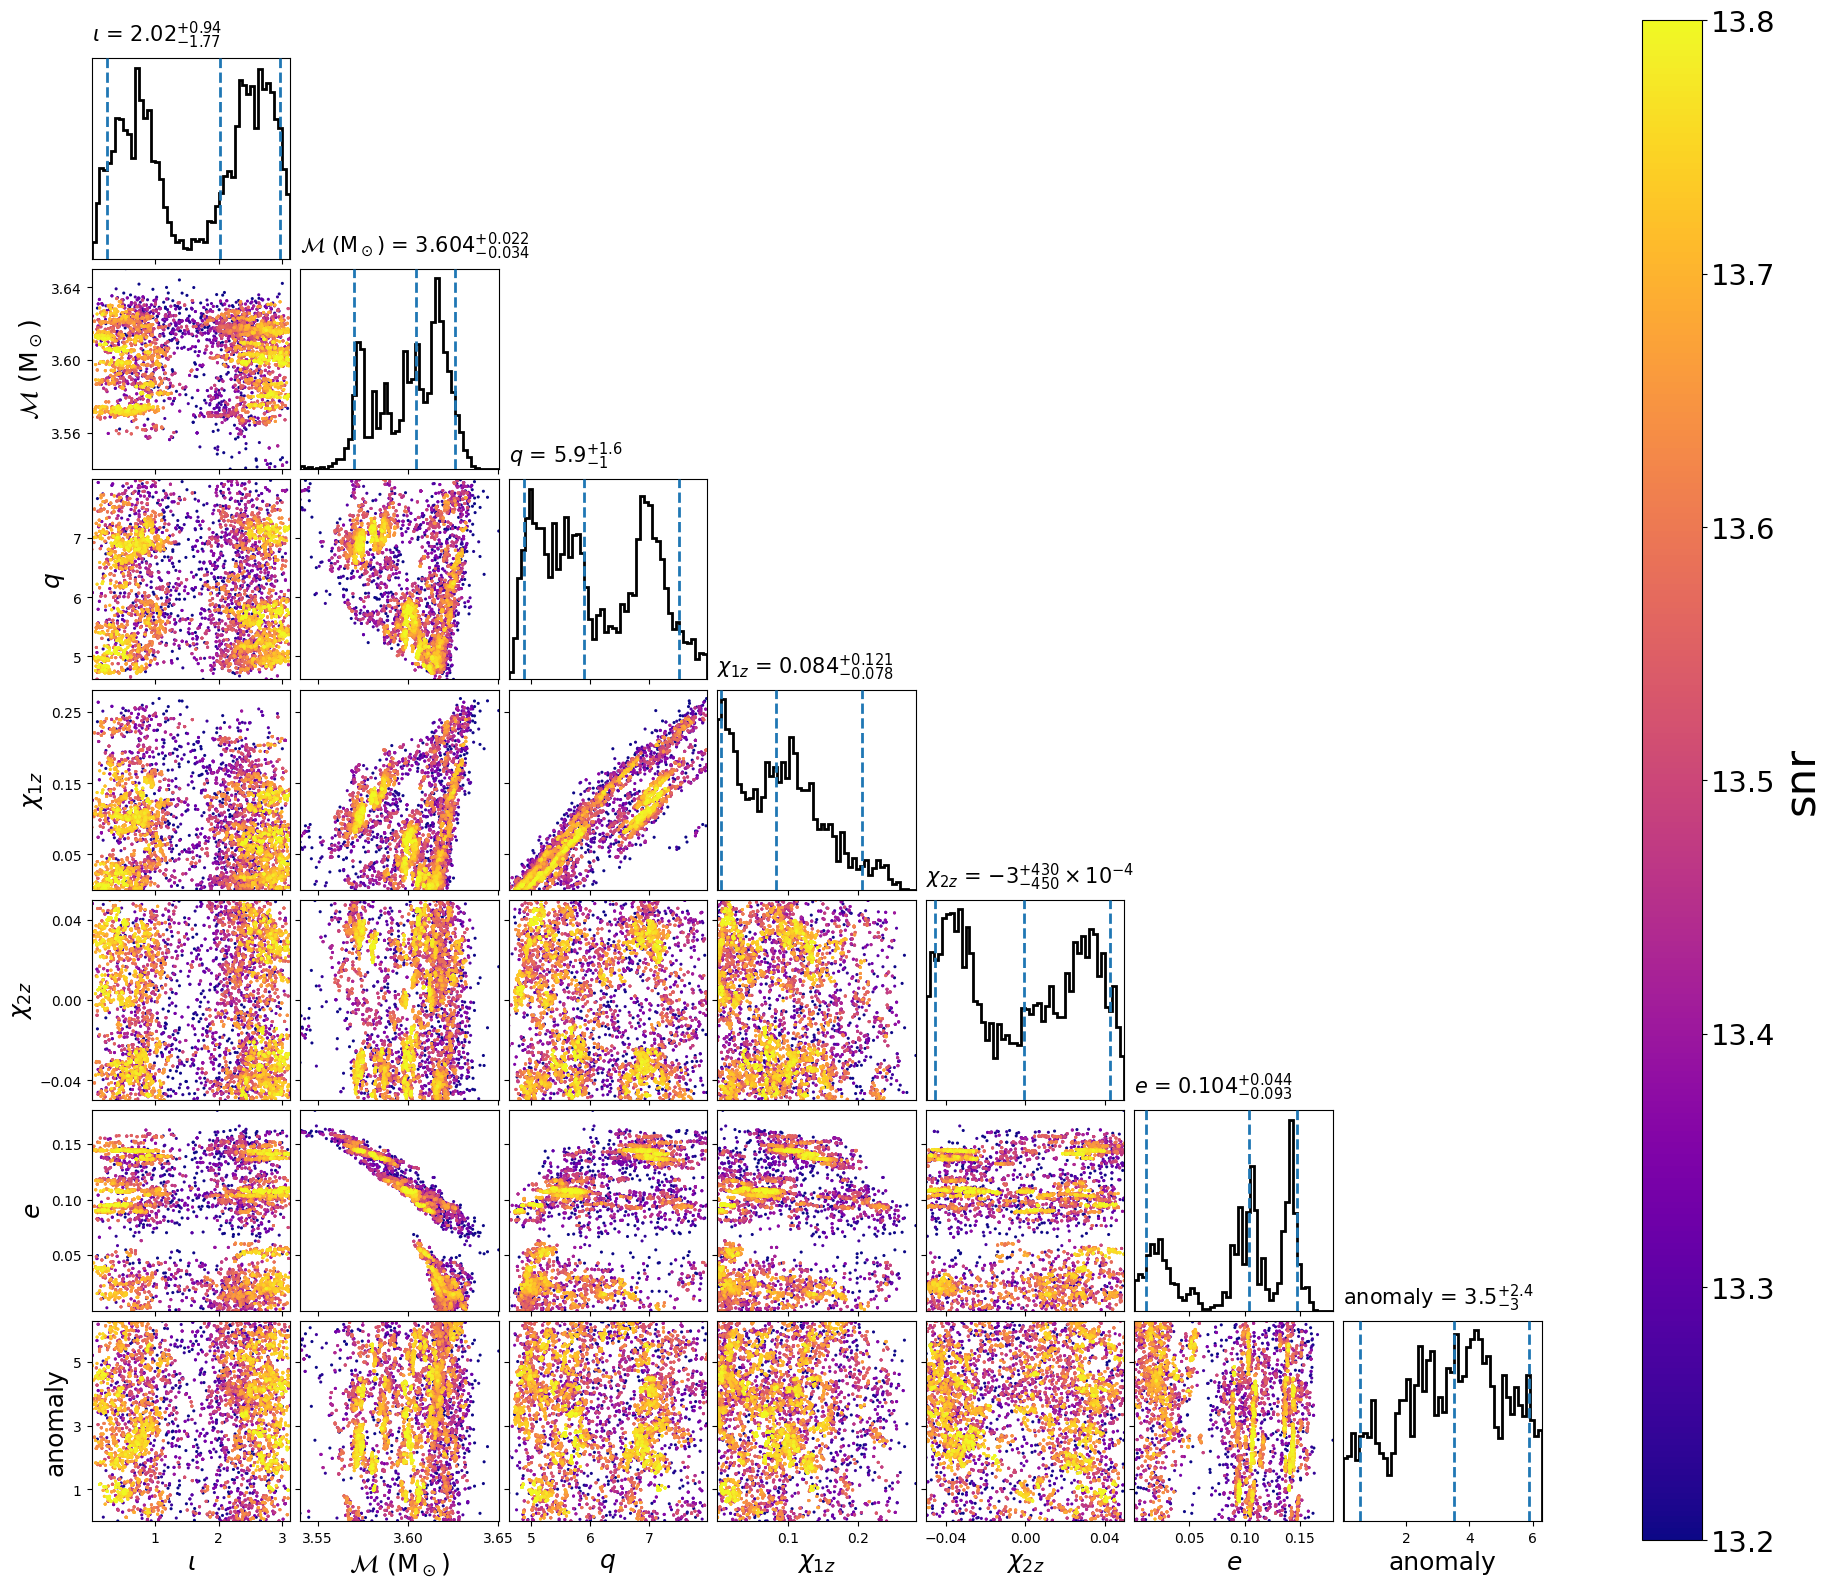 ι = 2.02 +0.94 −1.77
13.8
ℳ (M_⊙) = 3.604 +0.022 −0.034
3.64
3.60
3.56
ℳ (M_⊙)
13.7
q = 5.9 +1.6 −1
7
6
5
q
13.6
χ1z = 0.084 +0.121 −0.078
0.25
0.15
0.05
χ1z
13.5
snr
χ2z = −3 +430 −450 × 10−4
0.04
0.00
−0.04
χ2z
13.4
e = 0.104 +0.044 −0.093
0.15
0.10
0.05
e
13.3
anomaly = 3.5 +2.4 −3
5
3
1
anomaly
13.2
1 2 3 3.55 3.60 3.65 5 6 7 0.1 0.2 −0.04 0.00 0.04 0.05 0.10 0.15 2 4 6
ι ℳ (M_⊙) q χ1z χ2z e anomaly